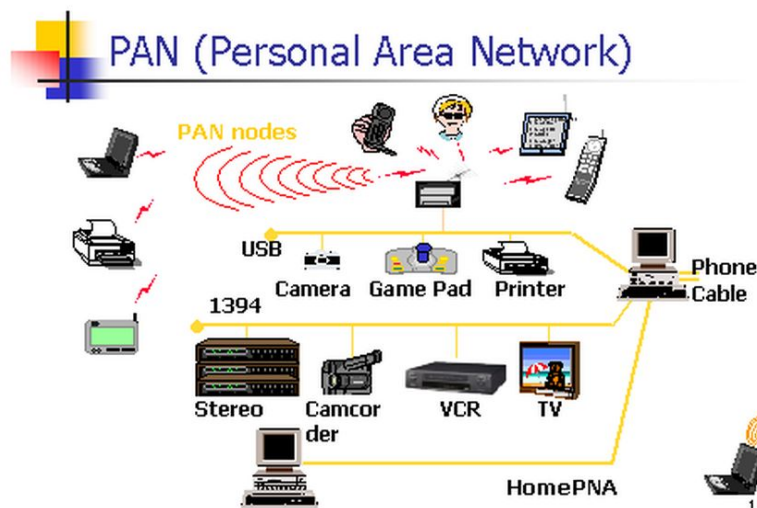 PAN (Personal Area Network)
PAN nodes
USB
Camera
Game Pad
Printer
Phone
Cable
1394
Stereo
Camcor
der
VCR
TV
HomePNA
1